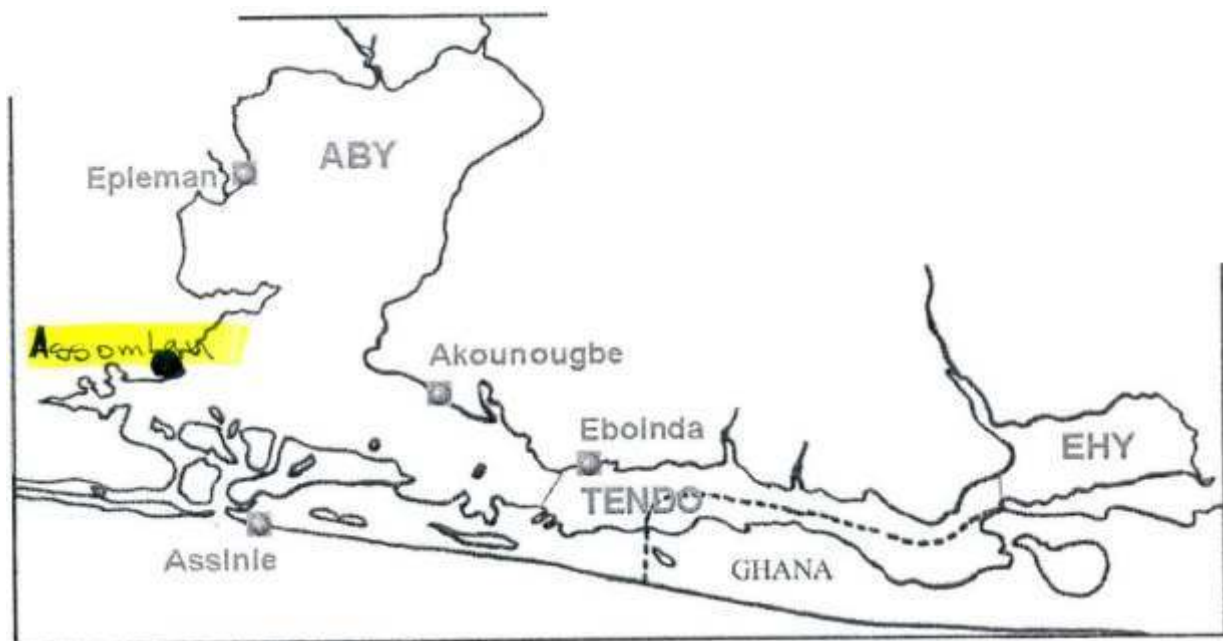 ABY
Epleman
Assomlan
Akounougbe
Eboinda
EHY
TENDO
Assinie
GHANA